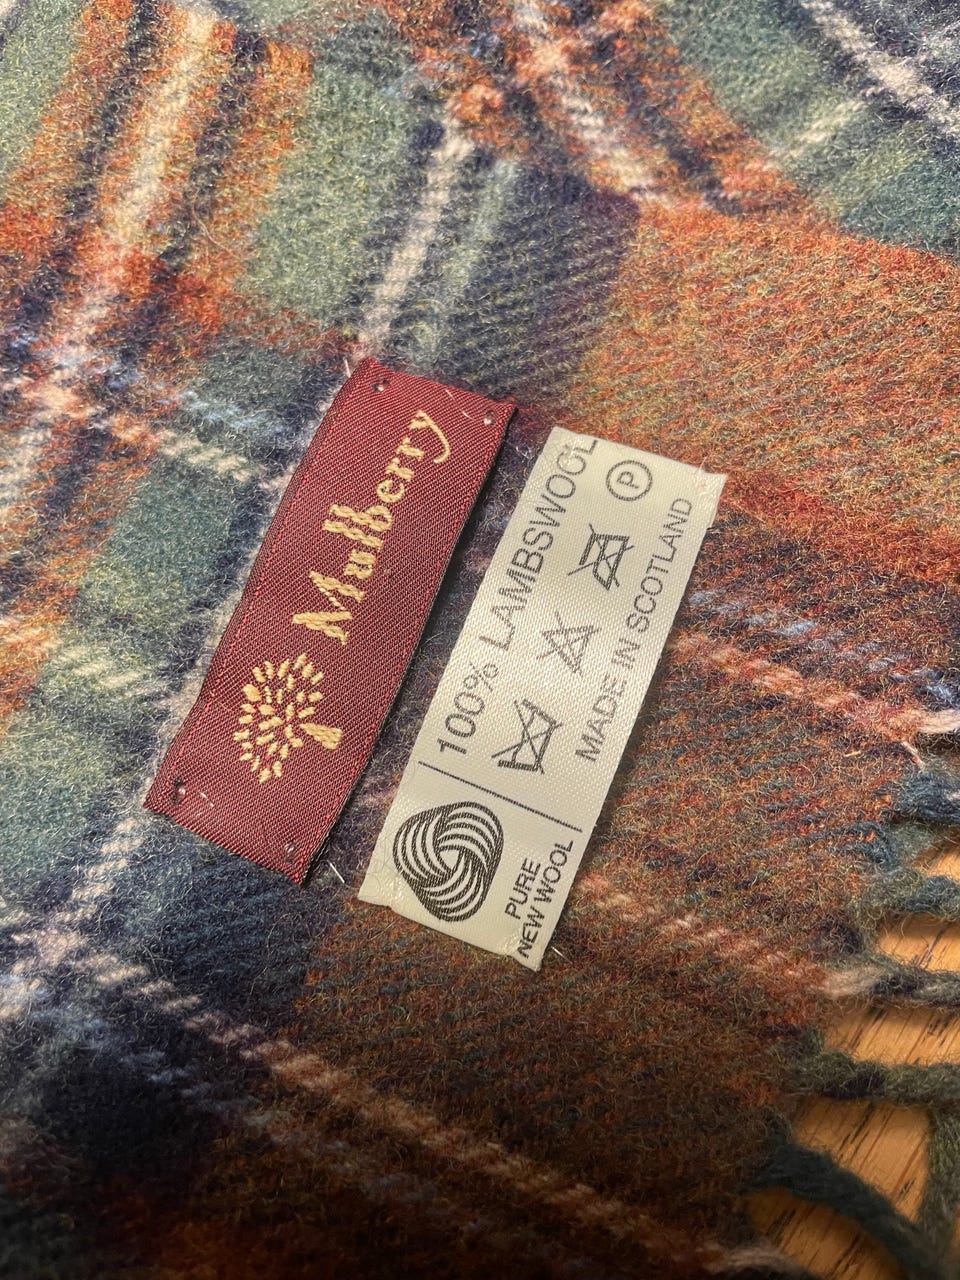 Mulberry
100% LAMBSWOOL
P
MADE IN SCOTLAND
PURE
NEW WOOL